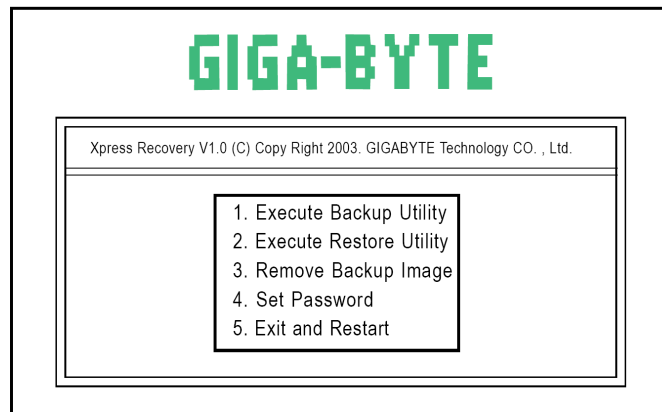 GIGA-BYTE
Xpress Recovery V1.0 (C) Copy Right 2003. GIGABYTE Technology CO. , Ltd.
1. Execute Backup Utility
2. Execute Restore Utility
3. Remove Backup Image
4. Set Password
5. Exit and Restart